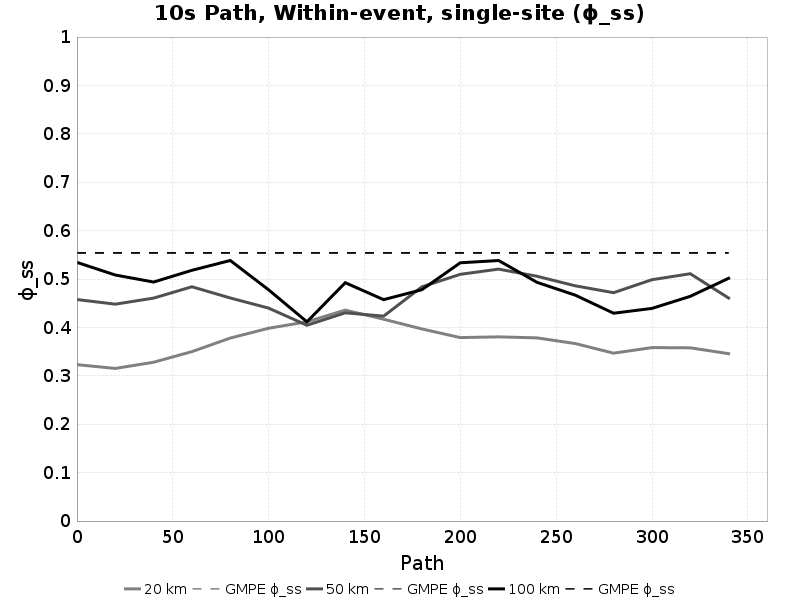 10s Path, Within-event, single-site (ϕ_ss)
1
0.9
0.8
0.7
0.6
0.5
0.4
0.3
0.2
0.1
0
ϕ_ss
0 50 100 150 200 250 300 350
Path
20 km GMPE ϕ_ss 50 km GMPE ϕ_ss 100 km GMPE ϕ_ss